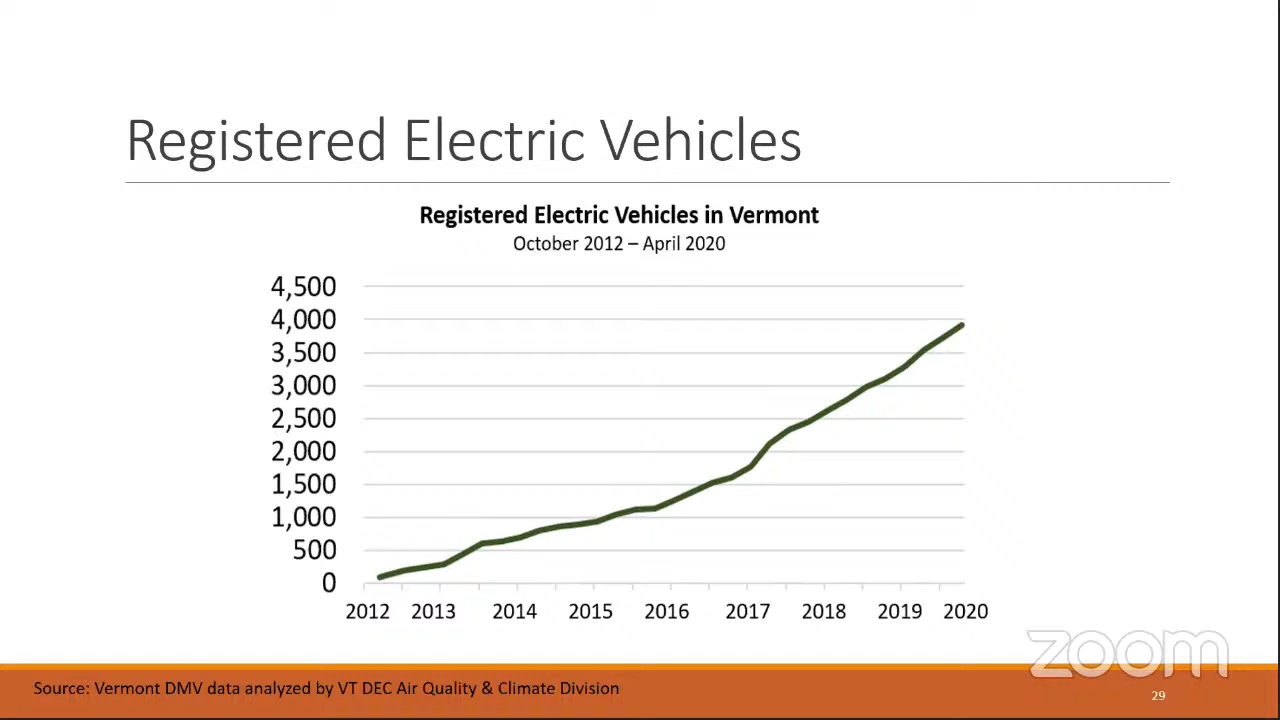 Registered Electric Vehicles
Registered Electric Vehicles in Vermont
October 2012 – April 2020
4,500
4,000
3,500
3,000
2,500
2,000
1,500
1,000
500
0
2012 2013 2014 2015 2016 2017 2018 2019 2020
zoom
Source: Vermont DMV data analyzed by VT DEC Air Quality & Climate Division
29